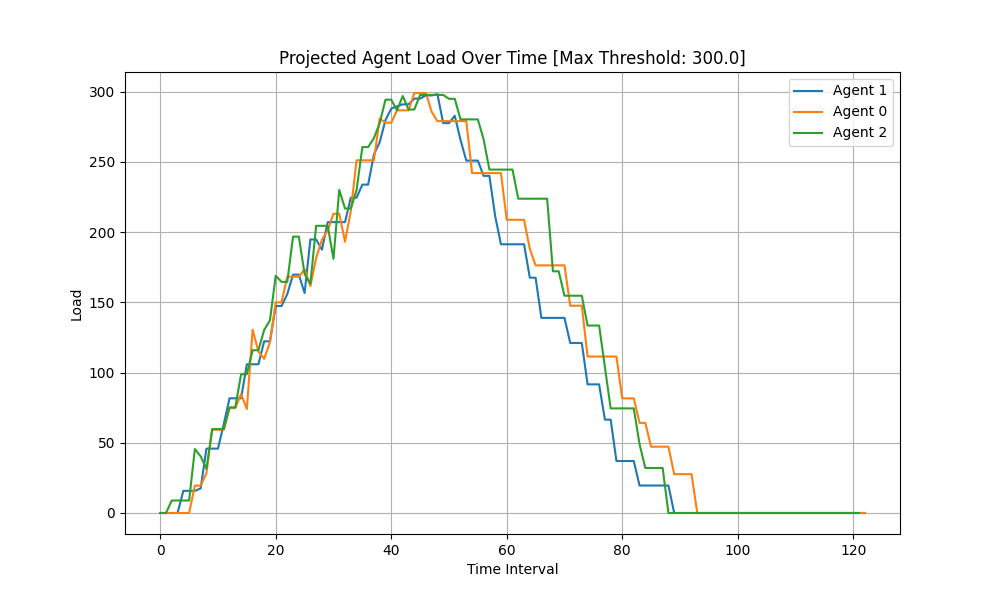 Projected Agent Load Over Time [Max Threshold: 300.0]
Agent 1
Agent 0
Agent 2
Load
300
250
200
150
100
50
0
0 20 40 60 80 100 120
Time Interval